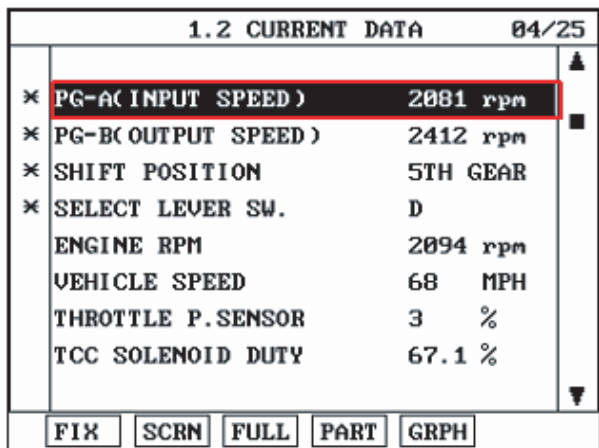 1.2 CURRENT DATA 04/25
* PG-A(INPUT SPEED) 2081 rpm
* PG-B(OUTPUT SPEED) 2412 rpm
* SHIFT POSITION 5TH GEAR
* SELECT LEVER SW. D
ENGINE RPM 2094 rpm
VEHICLE SPEED 68 MPH
THROTTLE P.SENSOR 3 %
TCC SOLENOID DUTY 67.1 %
FIX SCRN FULL PART GRPH